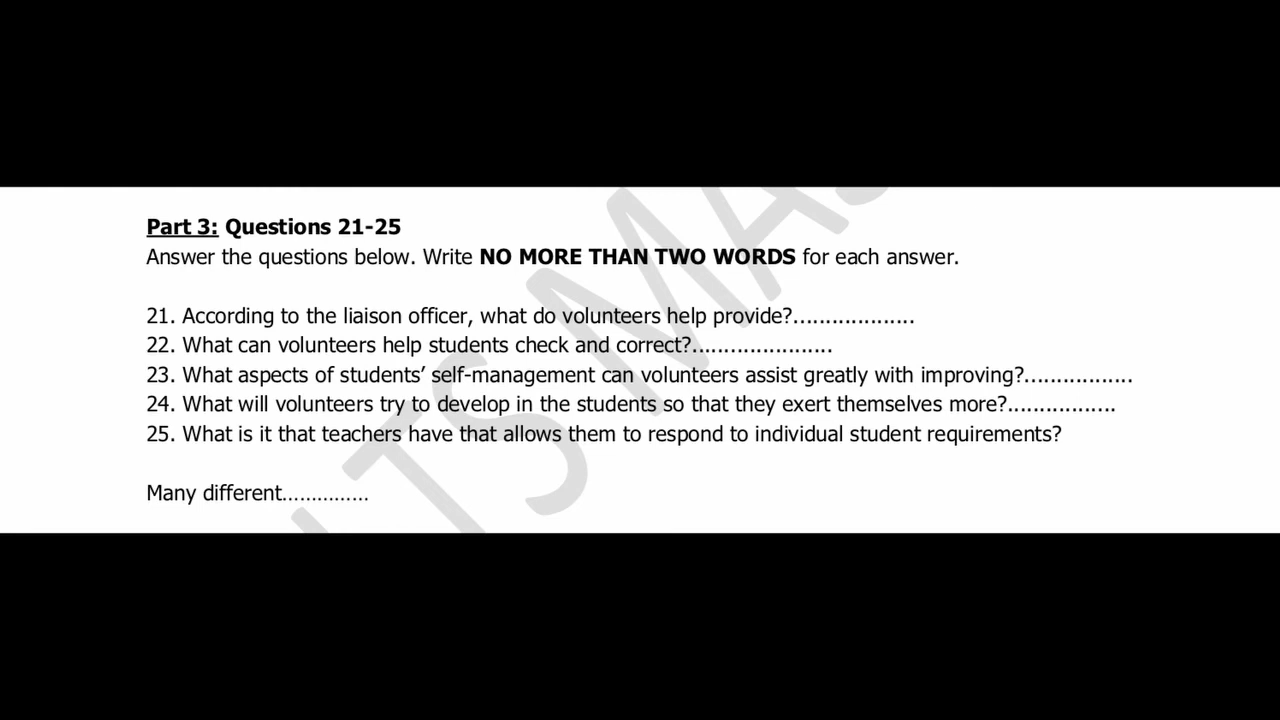 Part 3: Questions 21-25
Answer the questions below. Write NO MORE THAN TWO WORDS for each answer.
21. According to the liaison officer, what do volunteers help provide?...................
22. What can volunteers help students check and correct?......................
23. What aspects of students’ self-management can volunteers assist greatly with improving?.................
24. What will volunteers try to develop in the students so that they exert themselves more?.................
25. What is it that teachers have that allows them to respond to individual student requirements?
Many different……………